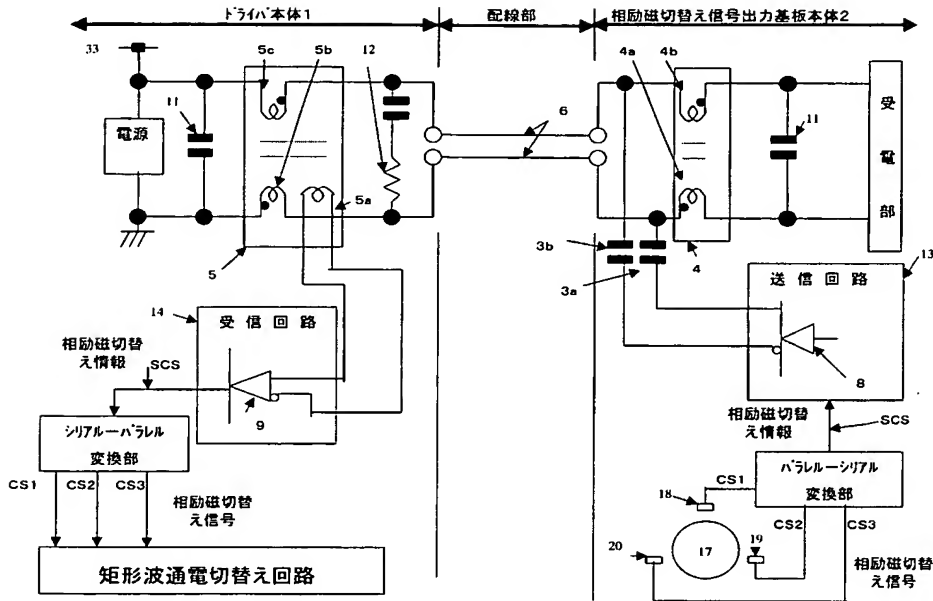 ドライバ本体1
配線部
相励磁切替え信号出力基板本体2
33
5c
5b
12
4a
4b
11
電源
6
11
受電部
5a
5
3b
3a
4
13
送信回路
8
14
受信回路
9
相励磁切替
え情報
SCS
シリアルーパラレル
変換部
CS1
CS2
CS3
相励磁切替
え信号
矩形波通電切替え回路
相励磁切替
え情報
SCS
パラレルーシリアル
変換部
CS1
CS2
CS3
18
17
19
20
相励磁切替
え信号